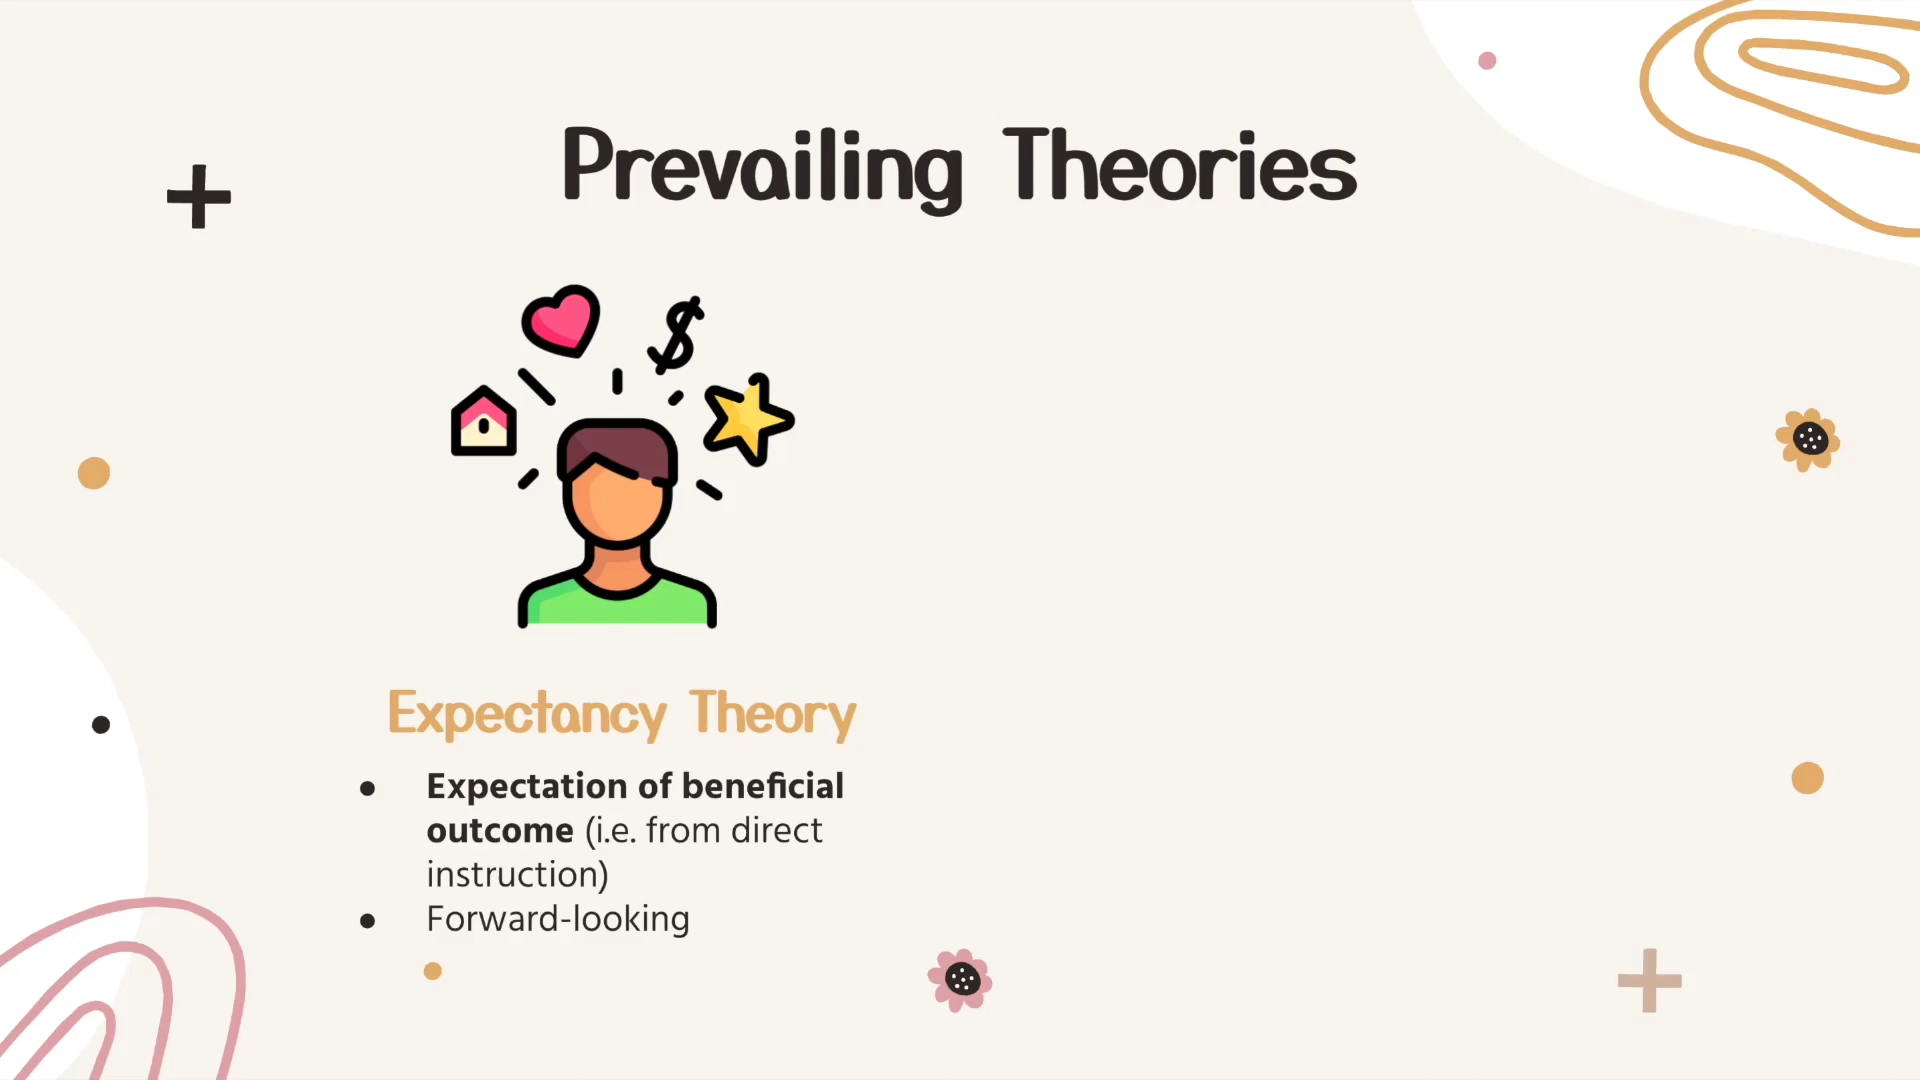 Prevailing Theories
$
Expectancy Theory
● Expectation of beneficial
outcome (i.e. from direct
instruction)
● Forward-looking